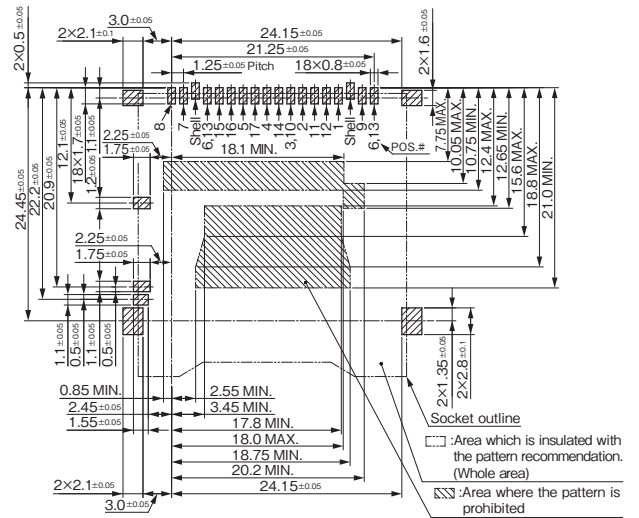 3.0±0.05
24.15±0.05
2×2.1±0.1
21.25±0.05
2×0.5±0.05
1.25±0.05 Pitch
18×0.8±0.05
2×1.6±0.05
8
7
Shell
6,13
15
16
5
17
4
14
3,10
2
11
12
1
Shell
9
6,13
POS.#
24.45±0.05
22.2±0.05
20.9±0.05
12.1±0.05
18×1.7±0.05
1.2±0.05
1.1±0.05
2.25±0.05
1.75±0.05
18.1 MIN.
7.75 MAX.
10.05 MIN.
10.75 MIN.
12.4 MAX.
12.65 MIN.
15.6 MAX.
18.8 MAX.
21.0 MIN.
2.25±0.05
1.75±0.05
1.1±0.05
0.5±0.05
1.1±0.05
0.5±0.05
2×1.35±0.05
2×2.8±0.1
0.85 MIN.
2.55 MIN.
2.45±0.05
3.45 MIN.
1.55±0.05
17.8 MIN.
18.0 MAX.
18.75 MIN.
20.2 MIN.
2×2.1±0.1
24.15±0.05
3.0±0.05
Socket outline
:Area which is insulated with
the pattern recommendation.
(Whole area)
:Area where the pattern is
prohibited